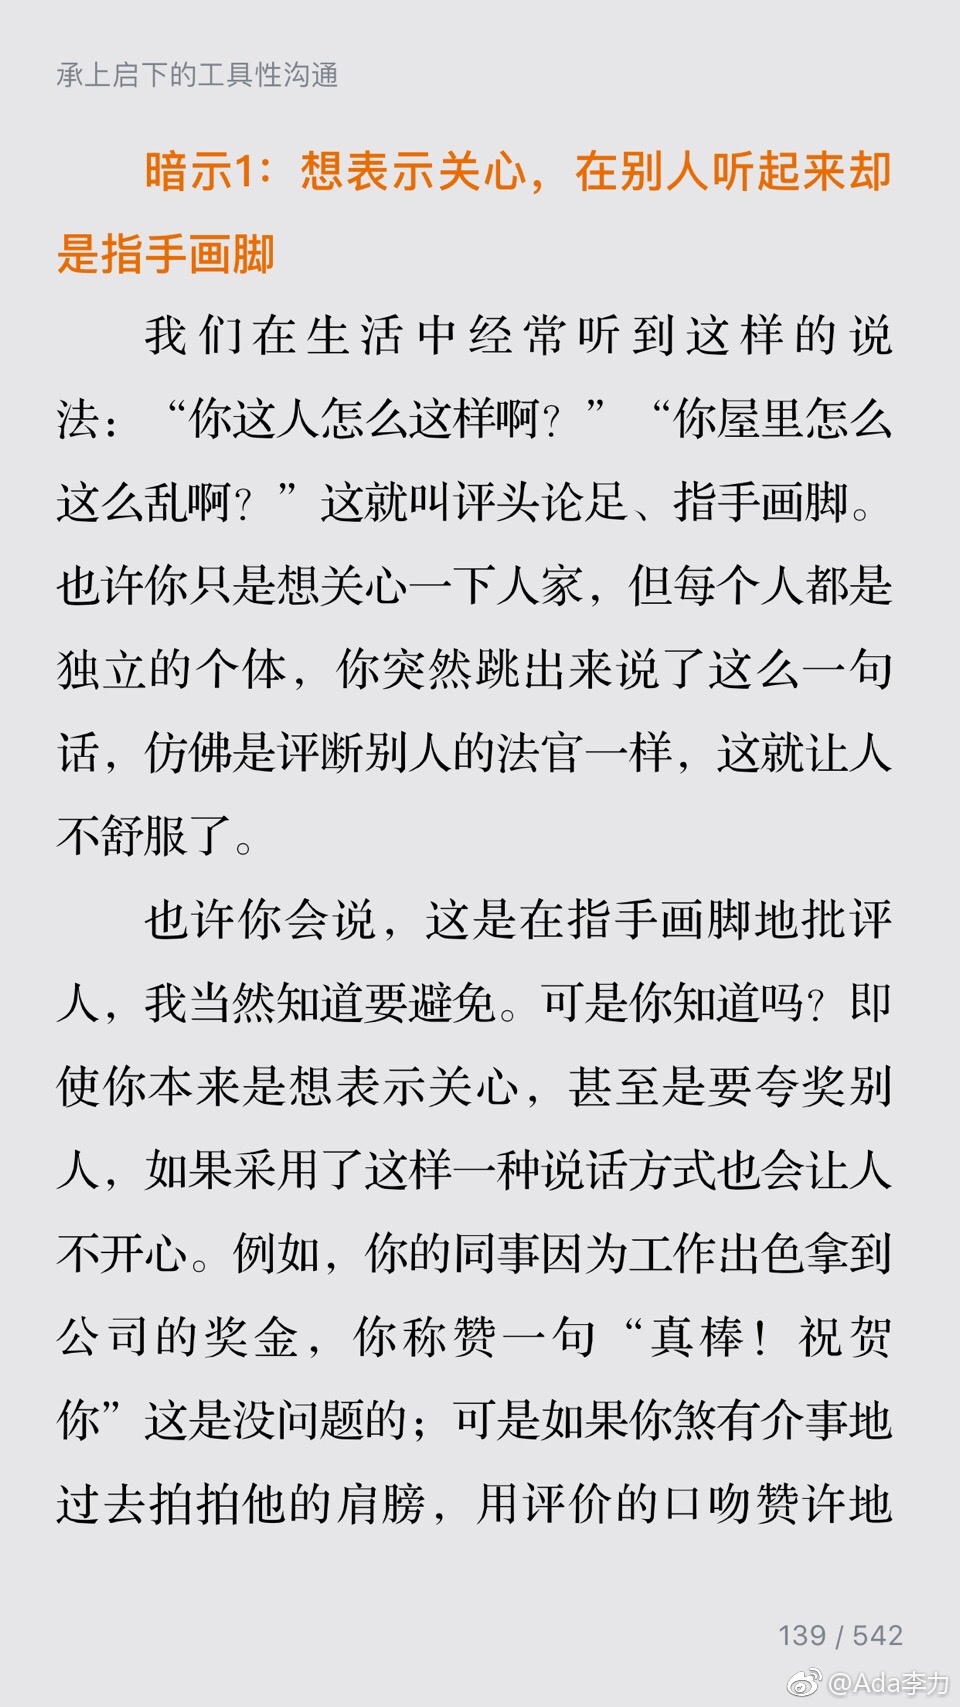 承上启下的工具性沟通
暗示1：想表示关心，在别人听起来却
是指手画脚
我们在生活中经常听到这样的说
法：“你这人怎么这样啊？”“你屋里怎么
这么乱啊？”这就叫评头论足、指手画脚。
也许你只是想关心一下人家，但每个人都是
独立的个体，你突然跳出来说了这么一句
话，仿佛是评断别人的法官一样，这就让人
不舒服了。
也许你会说，这是在指手画脚地批评
人，我当然知道要避免。可是你知道吗？即
使你本来是想表示关心，甚至是要夸奖别
人，如果采用了这样一种说话方式也会让人
不开心。例如，你的同事因为工作出色拿到
公司的奖金，你称赞一句“真棒！祝贺
你”这是没问题的；可是如果你煞有介事地
过去拍拍他的肩膀，用评价的口吻赞许地
139 / 542
@Ada李力